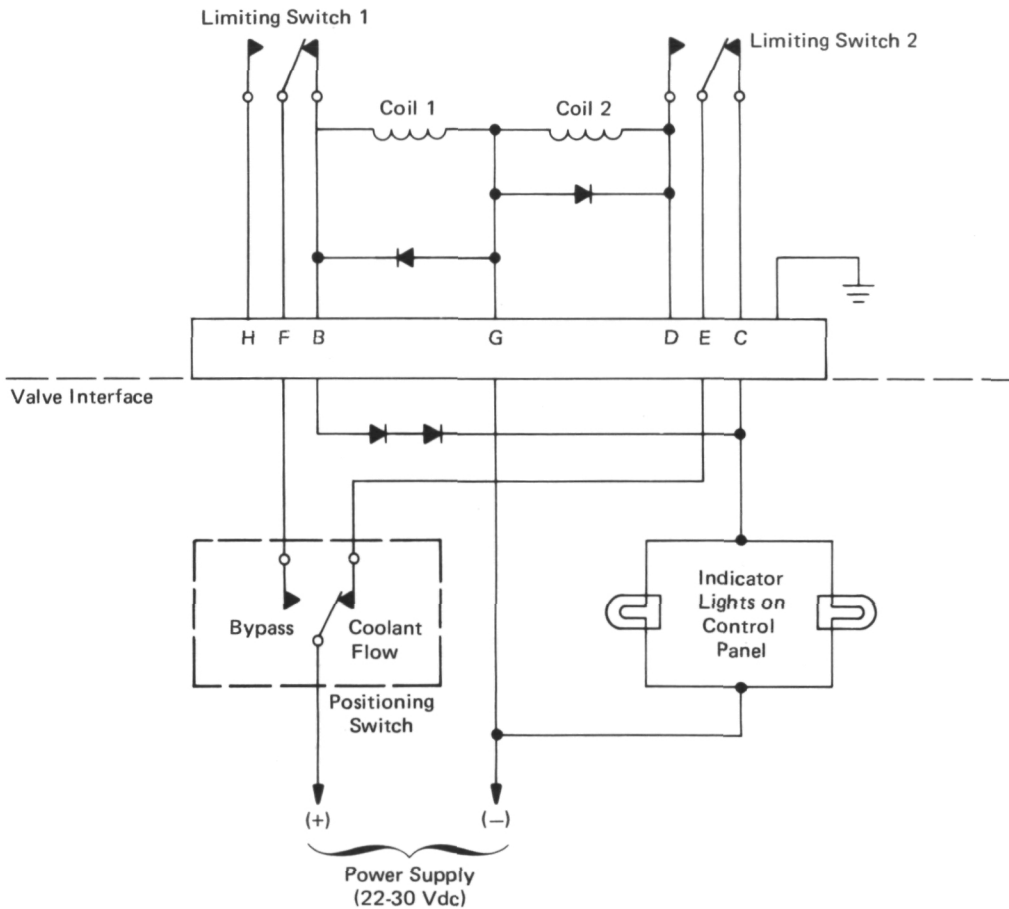 Limiting Switch 1
Limiting Switch 2
Coil 1
Coil 2
H F B G D E C
Valve Interface
Bypass
Coolant
Flow
Positioning
Switch
Indicator
Lights on
Control
Panel
(+)
(−)
Power Supply
(22-30 Vdc)